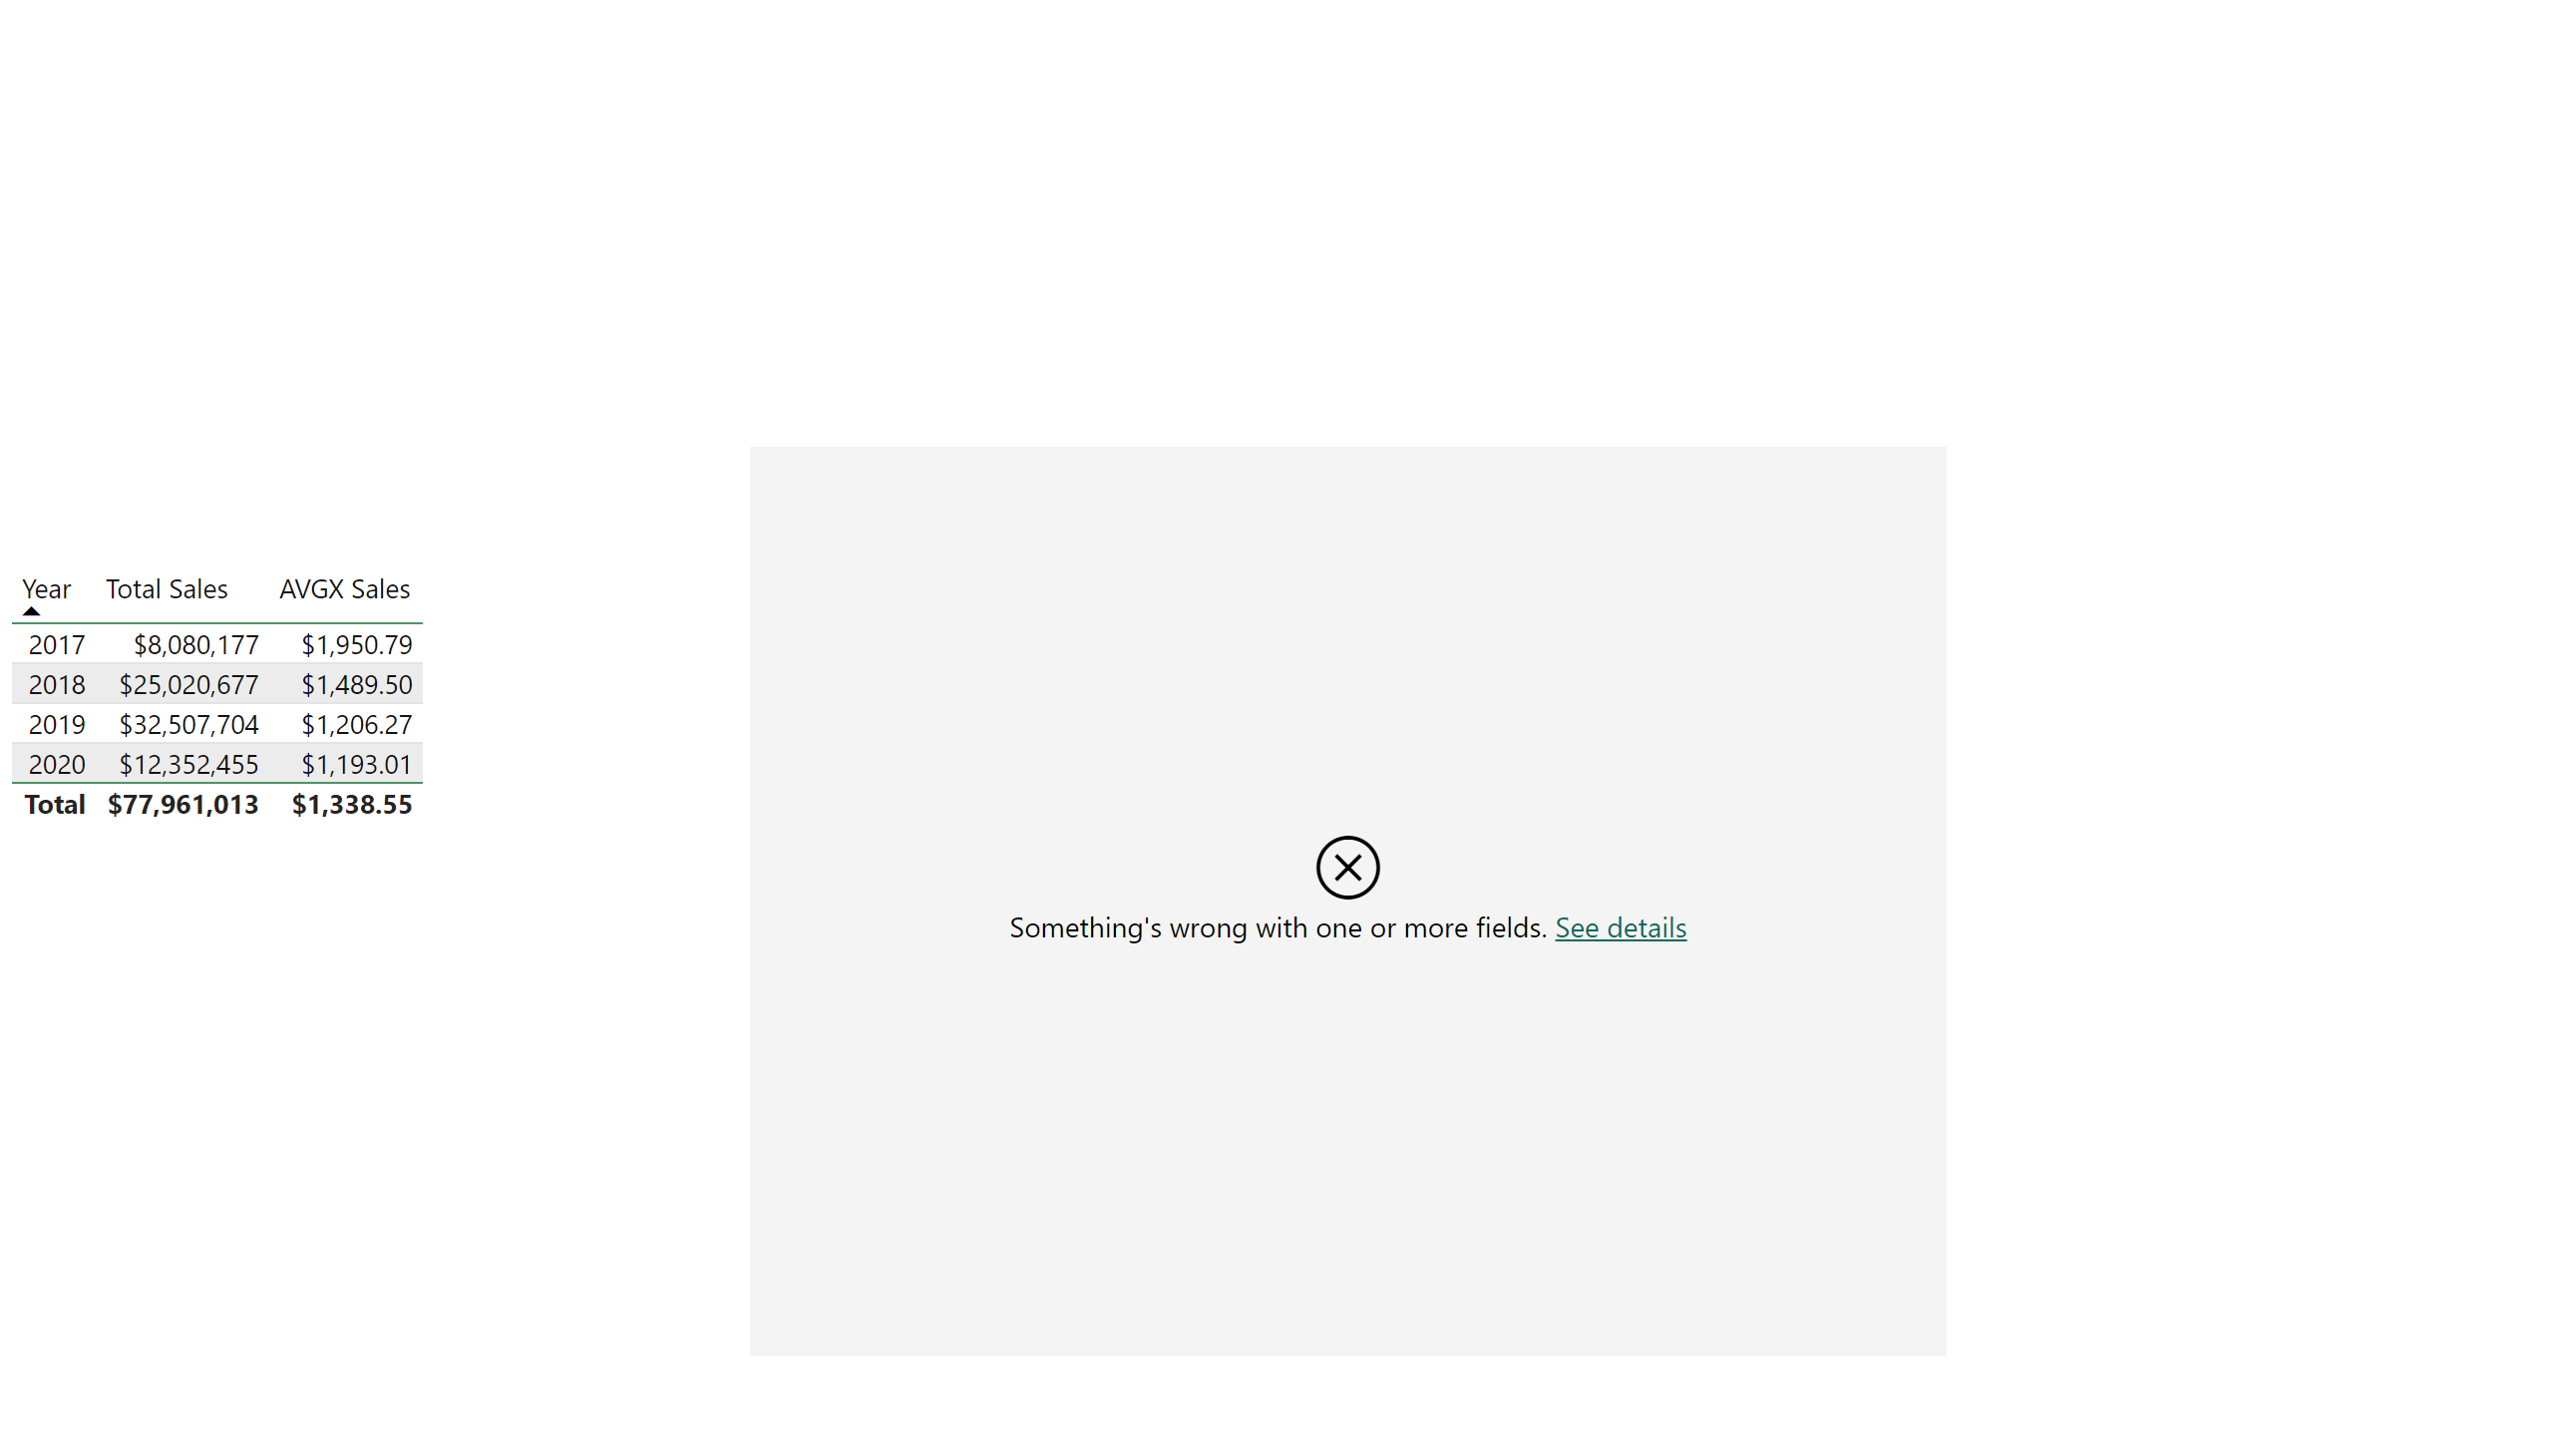 Year Total Sales AVGX Sales
2017 $8,080,177 $1,950.79
2018 $25,020,677 $1,489.50
2019 $32,507,704 $1,206.27
2020 $12,352,455 $1,193.01
Total $77,961,013 $1,338.55
Something's wrong with one or more fields. See details